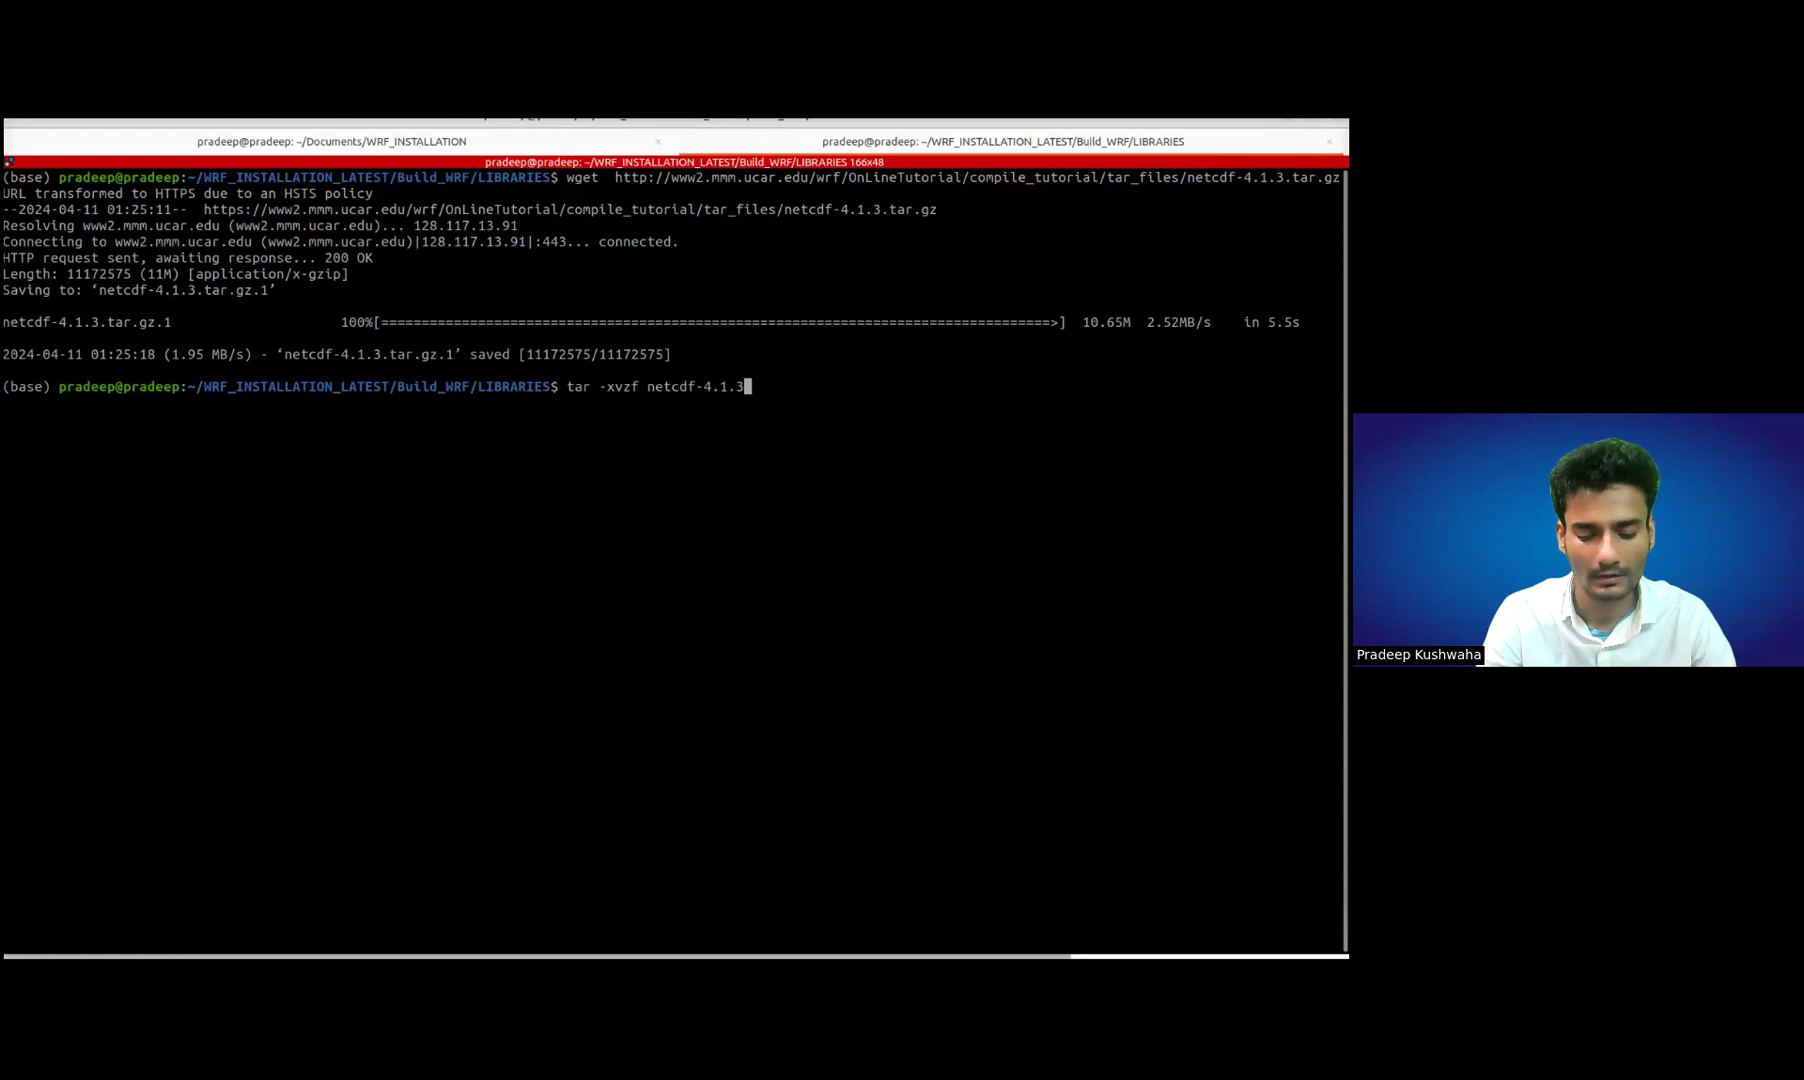 pradeep@pradeep: ~/Documents/WRF_INSTALLATION
pradeep@pradeep: ~/WRF_INSTALLATION_LATEST/Build_WRF/LIBRARIES
pradeep@pradeep: ~/WRF_INSTALLATION_LATEST/Build_WRF/LIBRARIES 166x48
(base) pradeep@pradeep:~/WRF_INSTALLATION_LATEST/Build_WRF/LIBRARIES$ wget  http://www2.mmm.ucar.edu/wrf/OnLineTutorial/compile_tutorial/tar_files/netcdf-4.1.3.tar.gz
URL transformed to HTTPS due to an HSTS policy
--2024-04-11 01:25:11--  https://www2.mmm.ucar.edu/wrf/OnLineTutorial/compile_tutorial/tar_files/netcdf-4.1.3.tar.gz
Resolving www2.mmm.ucar.edu (www2.mmm.ucar.edu)... 128.117.13.91
Connecting to www2.mmm.ucar.edu (www2.mmm.ucar.edu)|128.117.13.91|:443... connected.
HTTP request sent, awaiting response... 200 OK
Length: 11172575 (11M) [application/x-gzip]
Saving to: ‘netcdf-4.1.3.tar.gz.1’
netcdf-4.1.3.tar.gz.1 100%[===================================================================================>] 10.65M 2.52MB/s in 5.5s
2024-04-11 01:25:18 (1.95 MB/s) - ‘netcdf-4.1.3.tar.gz.1’ saved [11172575/11172575]
(base) pradeep@pradeep:~/WRF_INSTALLATION_LATEST/Build_WRF/LIBRARIES$ tar -xvzf netcdf-4.1.3
Pradeep Kushwaha